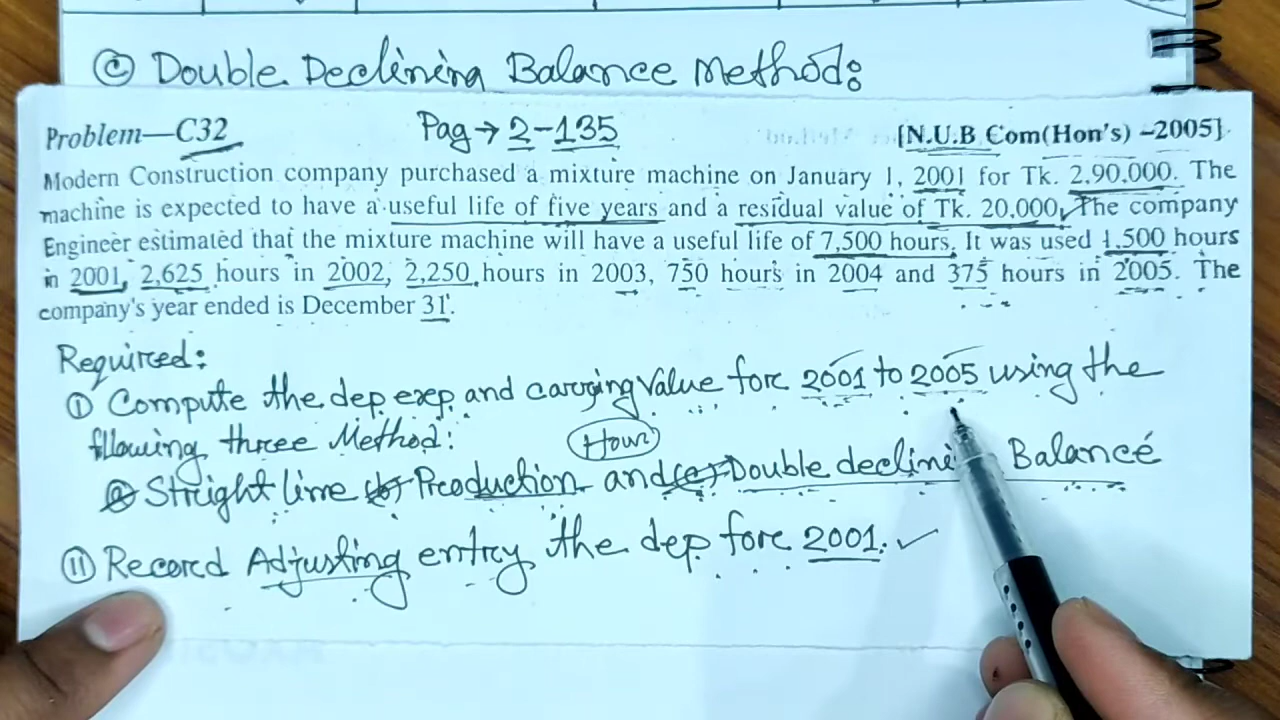 © Double Declining Balance Method:
Problem—C32 Pag→ 2-135 [N.U.B Com(Hon's) –2005]
Modern Construction company purchased a mixture machine on January 1, 2001 for Tk. 2,90,000. The
machine is expected to have a useful life of five years and a residual value of Tk. 20,000. The company
Engineer estimated that the mixture machine will have a useful life of 7,500 hours. It was used 1,500 hours
in 2001, 2,625 hours in 2002, 2,250 hours in 2003, 750 hours in 2004 and 375 hours in 2005. The
company's year ended is December 31.
Required:
① Compute the dep exep and carrying value fore 2001 to 2005 using the
following three Method: (Hour)
ⓐ Streight line (b) Production and (c) Double decline Balance
⑪ Record Adjusting entry the dep fore 2001.